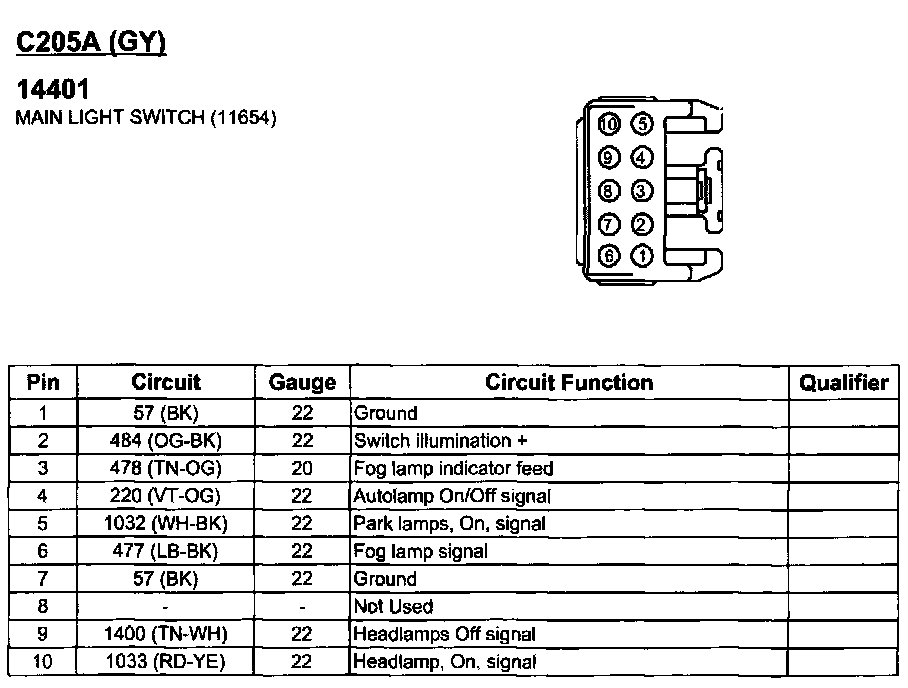 C205A (GY)
14401
MAIN LIGHT SWITCH (11654)
10 5
9 4
8 3
7 2
6 1
Pin Circuit Gauge Circuit Function Qualifier
1 57 (BK) 22 Ground
2 484 (OG-BK) 22 Switch illumination +
3 478 (TN-OG) 20 Fog lamp indicator feed
4 220 (VT-OG) 22 Autolamp On/Off signal
5 1032 (WH-BK) 22 Park lamps, On, signal
6 477 (LB-BK) 22 Fog lamp signal
7 57 (BK) 22 Ground
8 - - Not Used
9 1400 (TN-WH) 22 Headlamps Off signal
10 1033 (RD-YE) 22 Headlamp, On, signal